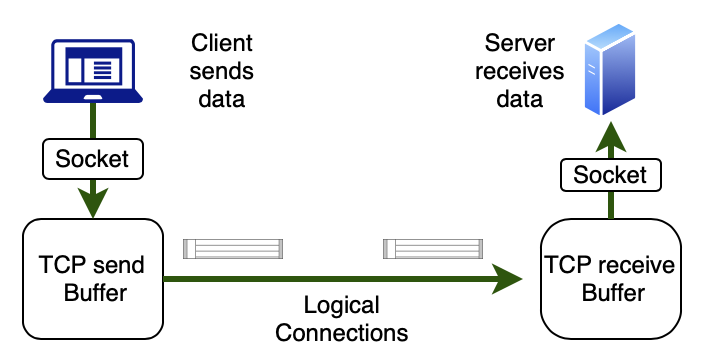 Client
sends
data
Server
receives
data
Socket
Socket
TCP send
Buffer
TCP receive
Buffer
Logical
Connections